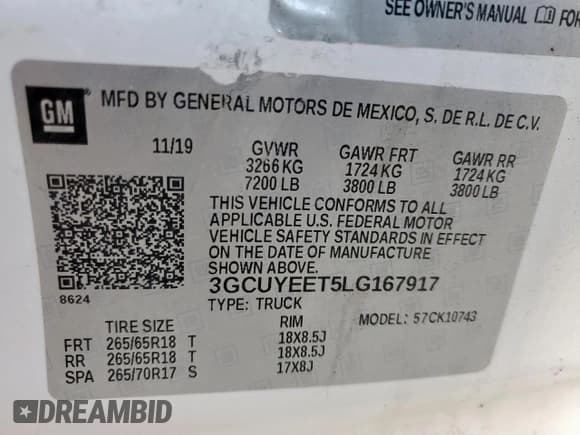 SEE OWNER'S MANUAL FOR
GM
MFD BY GENERAL MOTORS DE MEXICO, S. DE R.L. DE C.V.
11/19 GVWR GAWR FRT GAWR RR
3266 KG 1724 KG 1724 KG
7200 LB 3800 LB 3800 LB
THIS VEHICLE CONFORMS TO ALL
APPLICABLE U.S. FEDERAL MOTOR
VEHICLE SAFETY STANDARDS IN EFFECT
ON THE DATE OF MANUFACTURE
SHOWN ABOVE.
8624
3GCUYEET5LG167917
TYPE: TRUCK
MODEL: 57CK10743
TIRE SIZE RIM
FRT 265/65R18 T 18X8.5J
RR 265/65R18 T 18X8.5J
SPA 265/70R17 S 17X8J
DREAMBID